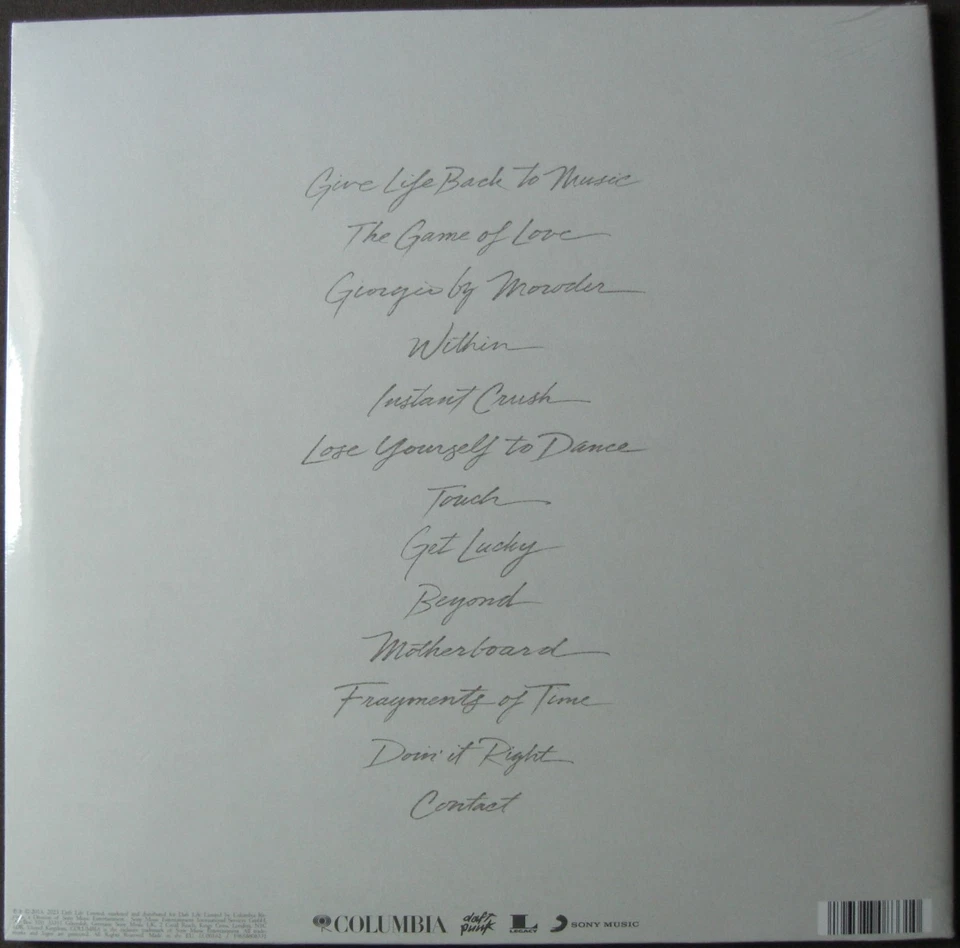 Give Life Back to Music
The Game of Love
Giorgio by Moroder
Within
Instant Crush
Lose Yourself to Dance
Touch
Get Lucky
Beyond
Motherboard
Fragments of Time
Doin' it Right
Contact
COLUMBIA daft punk L LEGACY SONY MUSIC